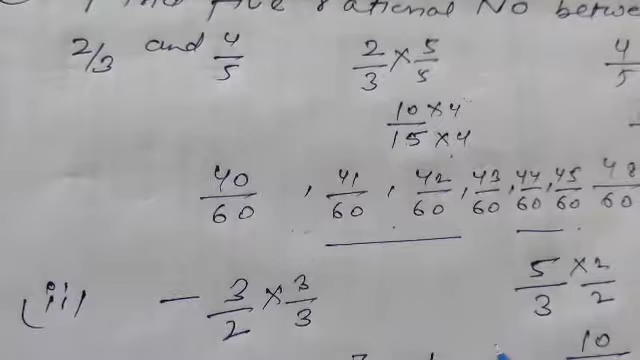 Find five rational No betwe
2/3 and 4/5 2/3 × 5/5 4/5
10 × 4 / 15 × 4
40/60 , 41/60 , 42/60 , 43/60 , 44/60 , 45/60 48/60
(iii) - 3/2 × 3/3 5/3 × 2/2
10